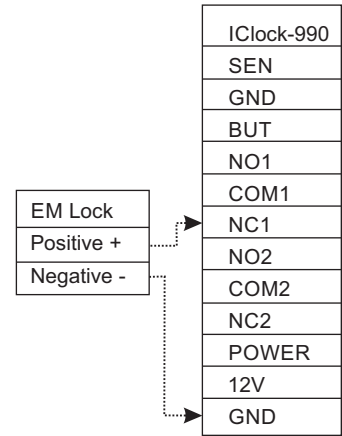 EM Lock
Positive +
Negative -
IClock-990
SEN
GND
BUT
NO1
COM1
NC1
NO2
COM2
NC2
POWER
12V
GND